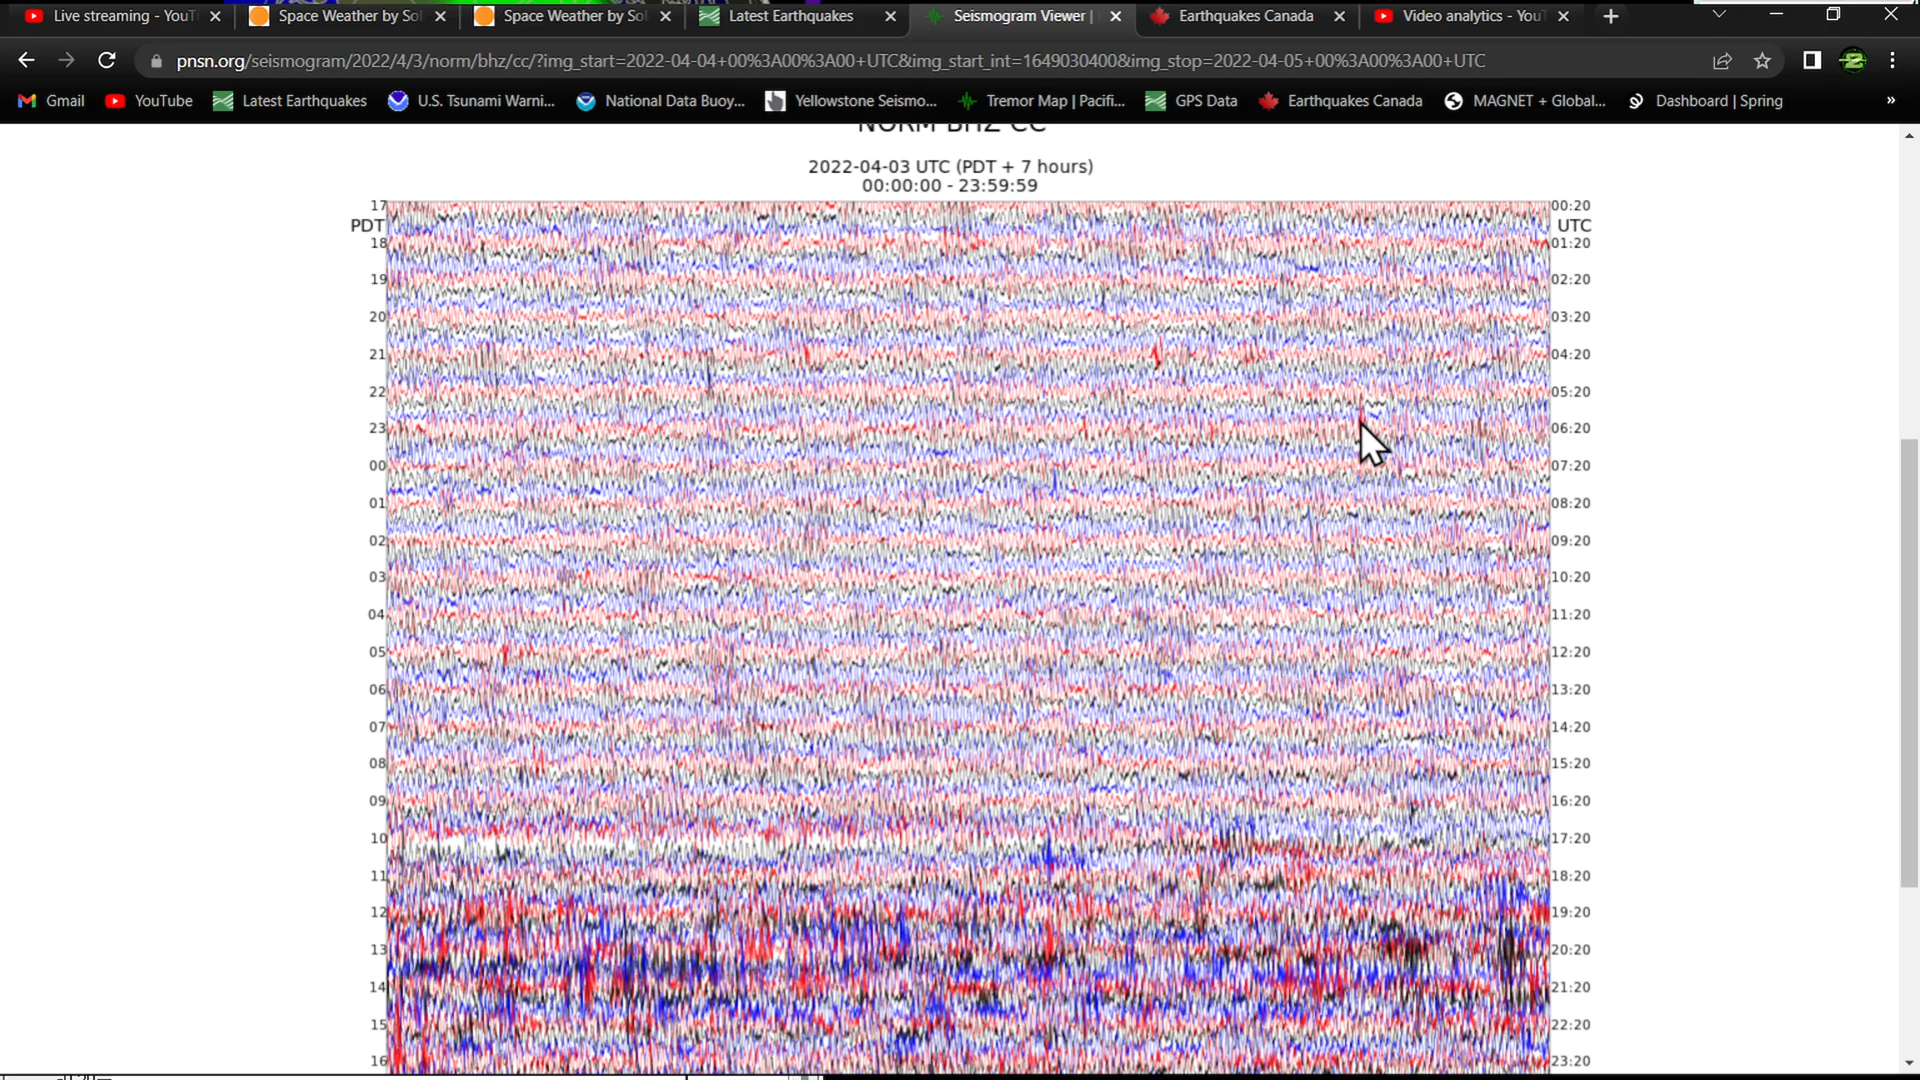 Live streaming - YouT
Space Weather by Sol
Space Weather by Sol
Latest Earthquakes
Seismogram Viewer |
Earthquakes Canada
Video analytics - YouT
pnsn.org/seismogram/2022/4/3/norm/bhz/cc/?img_start=2022-04-04+00%3A00%3A00+UTC&img_start_int=1649030400&img_stop=2022-04-05+00%3A00%3A00+UTC
Gmail
YouTube
Latest Earthquakes
U.S. Tsunami Warni...
National Data Buoy...
Yellowstone Seismo...
Tremor Map | Pacifi...
GPS Data
Earthquakes Canada
MAGNET + Global...
Dashboard | Spring
»
NORM BHZ CC
2022-04-03 UTC (PDT + 7 hours)
00:00:00 - 23:59:59
17 00:20
PDT UTC
18 01:20
19 02:20
20 03:20
21 04:20
22 05:20
23 06:20
00 07:20
01 08:20
02 09:20
03 10:20
04 11:20
05 12:20
06 13:20
07 14:20
08 15:20
09 16:20
10 17:20
11 18:20
12 19:20
13 20:20
14 21:20
15 22:20
16 23:20